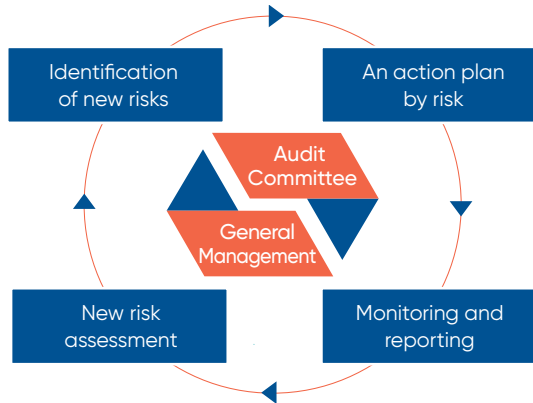 Identification
of new risks
An action plan
by risk
Audit
Committee
General
Management
New risk
assessment
Monitoring and
reporting